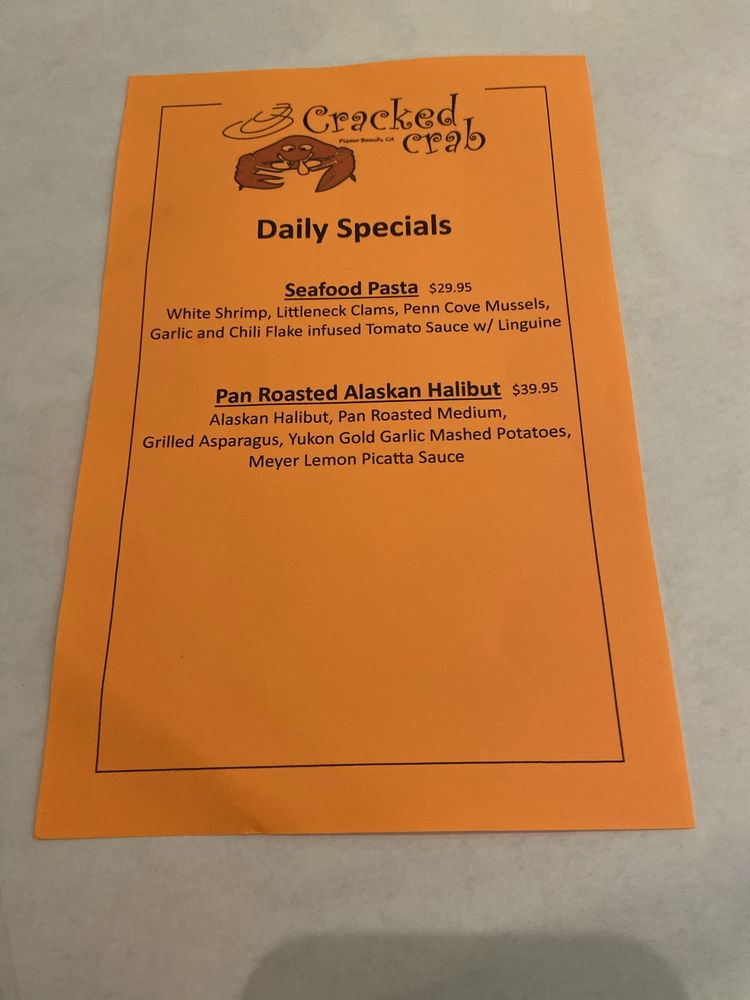 Cracked
crab
Pismo Beach, CA
Daily Specials
Seafood Pasta $29.95
White Shrimp, Littleneck Clams, Penn Cove Mussels,
Garlic and Chili Flake infused Tomato Sauce w/ Linguine
Pan Roasted Alaskan Halibut $39.95
Alaskan Halibut, Pan Roasted Medium,
Grilled Asparagus, Yukon Gold Garlic Mashed Potatoes,
Meyer Lemon Picatta Sauce